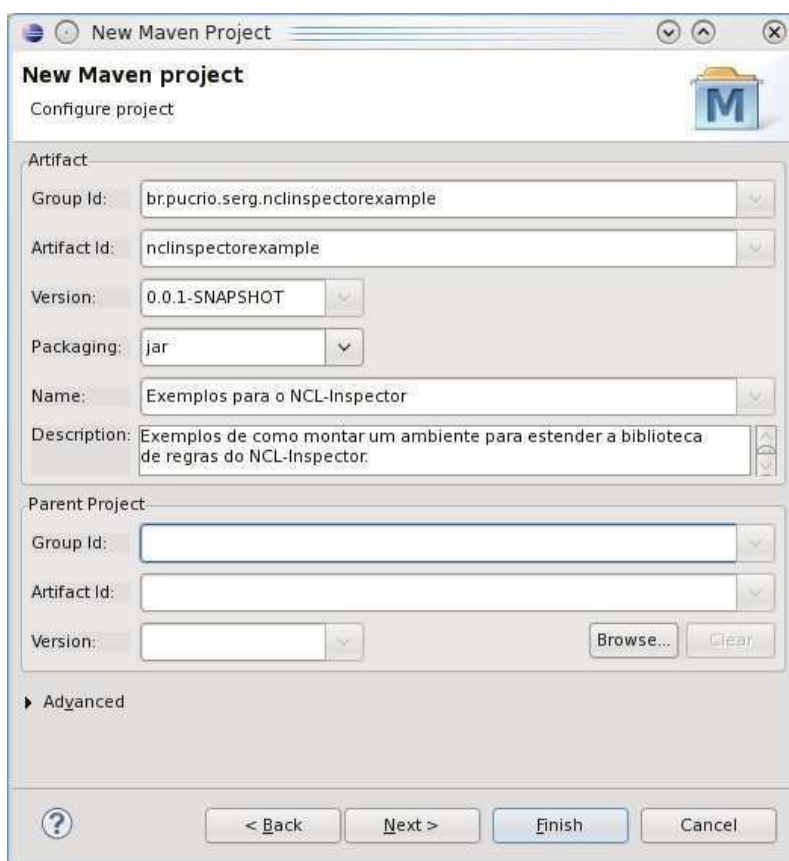 New Maven Project
New Maven project
Configure project
M
Artifact
Group Id: br.pucrio.serg.nclinspectorexample
Artifact Id: nclinspectorexample
Version: 0.0.1-SNAPSHOT
Packaging: jar
Name: Exemplos para o NCL-Inspector
Description: Exemplos de como montar um ambiente para estender a biblioteca
de regras do NCL-Inspector.
Parent Project
Group Id:
Artifact Id:
Version: Browse... Clear
Advanced
? < Back Next > Finish Cancel